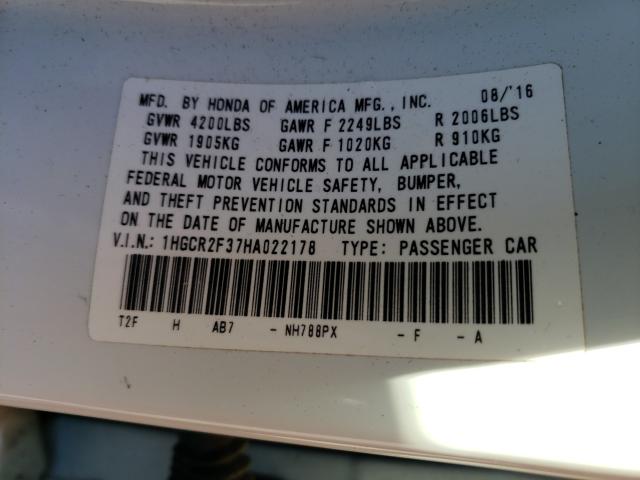 MFD. BY HONDA OF AMERICA MFG., INC. 08/'16
GVWR 4200LBS GAWR F 2249LBS R 2006LBS
GVWR 1905KG GAWR F 1020KG R 910KG
THIS VEHICLE CONFORMS TO ALL APPLICABLE
FEDERAL MOTOR VEHICLE SAFETY, BUMPER,
AND THEFT PREVENTION STANDARDS IN EFFECT
ON THE DATE OF MANUFACTURE SHOWN ABOVE.
V.I.N.: 1HGCR2F37HA022178 TYPE: PASSENGER CAR
T2F H AB7 - NH788PX - F - A